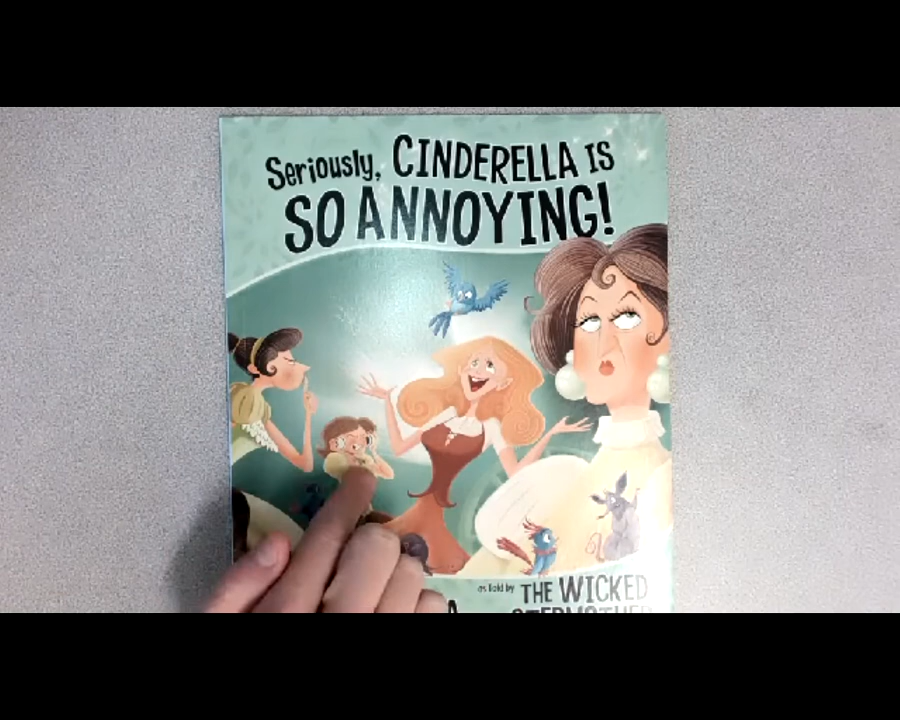 Seriously, CINDERELLA IS
SO ANNOYING!
as told by THE WICKED
STEPMOTHER